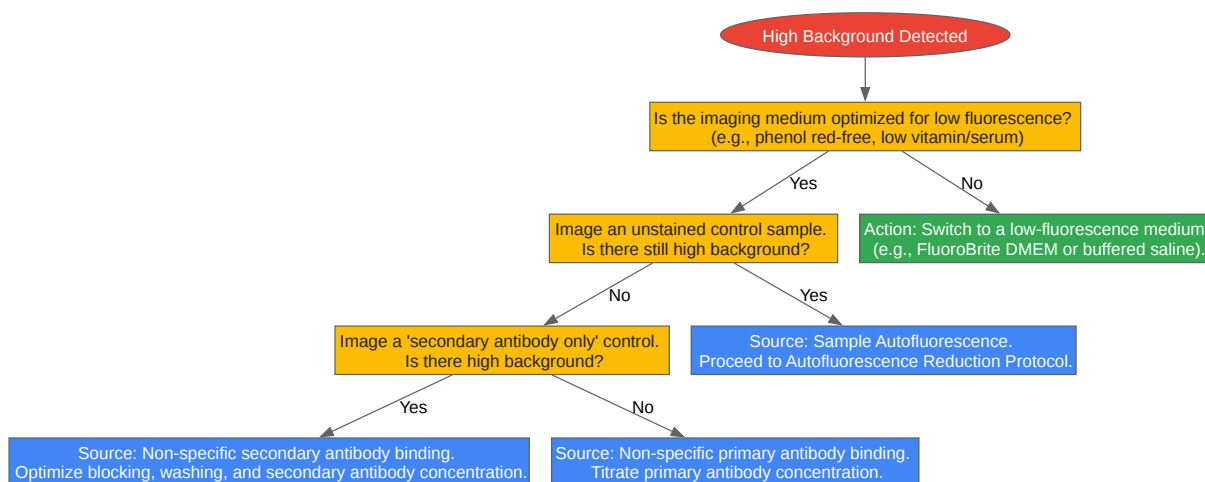 High Background Detected
Is the imaging medium optimized for low fluorescence?
(e.g., phenol red-free, low vitamin/serum)
Yes
No
Image an unstained control sample.
Is there still high background?
Action: Switch to a low-fluorescence medium
(e.g., FluoroBrite DMEM or buffered saline).
No
Yes
Image a 'secondary antibody only' control.
Is there high background?
Source: Sample Autofluorescence.
Proceed to Autofluorescence Reduction Protocol.
Yes
No
Source: Non-specific secondary antibody binding.
Optimize blocking, washing, and secondary antibody concentration.
Source: Non-specific primary antibody binding.
Titrate primary antibody concentration.